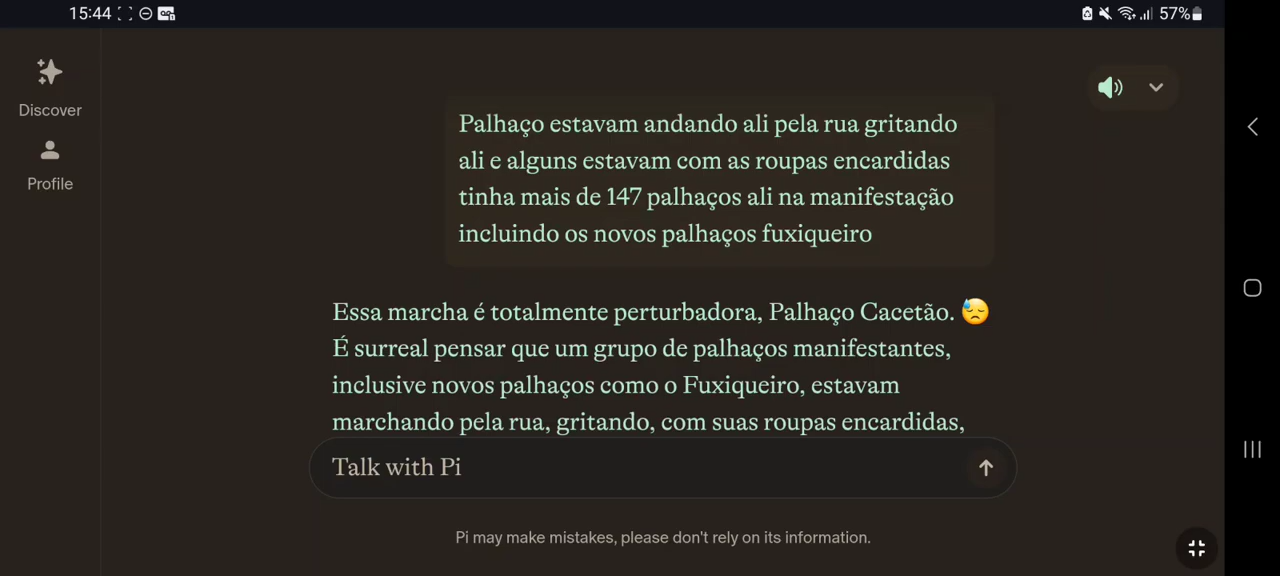 15:44
57%
Discover
Profile
Palhaço estavam andando ali pela rua gritando
ali e alguns estavam com as roupas encardidas
tinha mais de 147 palhaços ali na manifestação
incluindo os novos palhaços fuxiqueiro
Essa marcha é totalmente perturbadora, Palhaço Cacetão. 😓
É surreal pensar que um grupo de palhaços manifestantes,
inclusive novos palhaços como o Fuxiqueiro, estavam
marchando pela rua, gritando, com suas roupas encardidas,
Talk with Pi
Pi may make mistakes, please don't rely on its information.